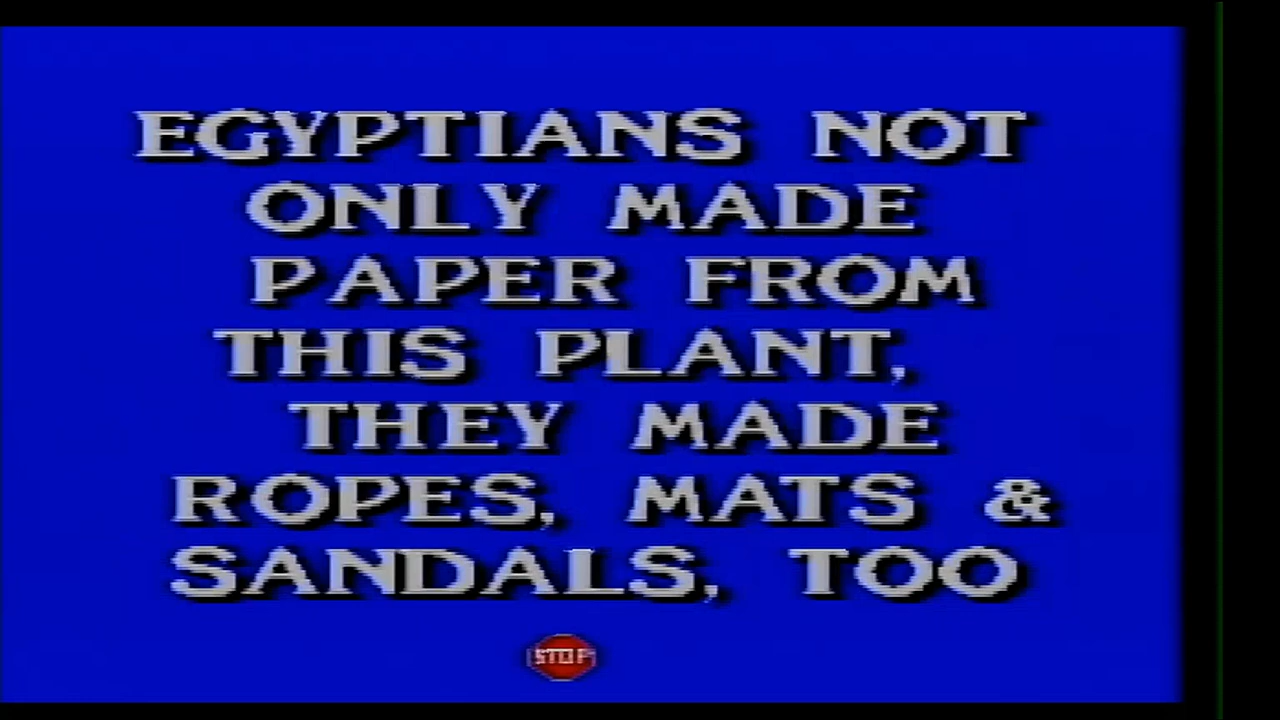 EGYPTIANS NOT
ONLY MADE
PAPER FROM
THIS PLANT,
THEY MADE
ROPES, MATS &
SANDALS, TOO
STOP